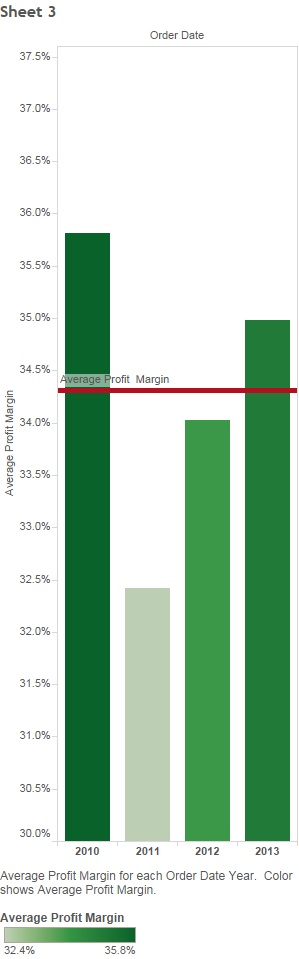 Sheet 3
Order Date
37.5%
37.0%
36.5%
36.0%
35.5%
35.0%
34.5%
Average Profit  Margin
34.0%
33.5%
33.0%
32.5%
32.0%
31.5%
31.0%
30.5%
30.0%
Average Profit Margin
2010 2011 2012 2013
Average Profit Margin for each Order Date Year.  Color
shows Average Profit Margin.
Average Profit Margin
32.4% 35.8%